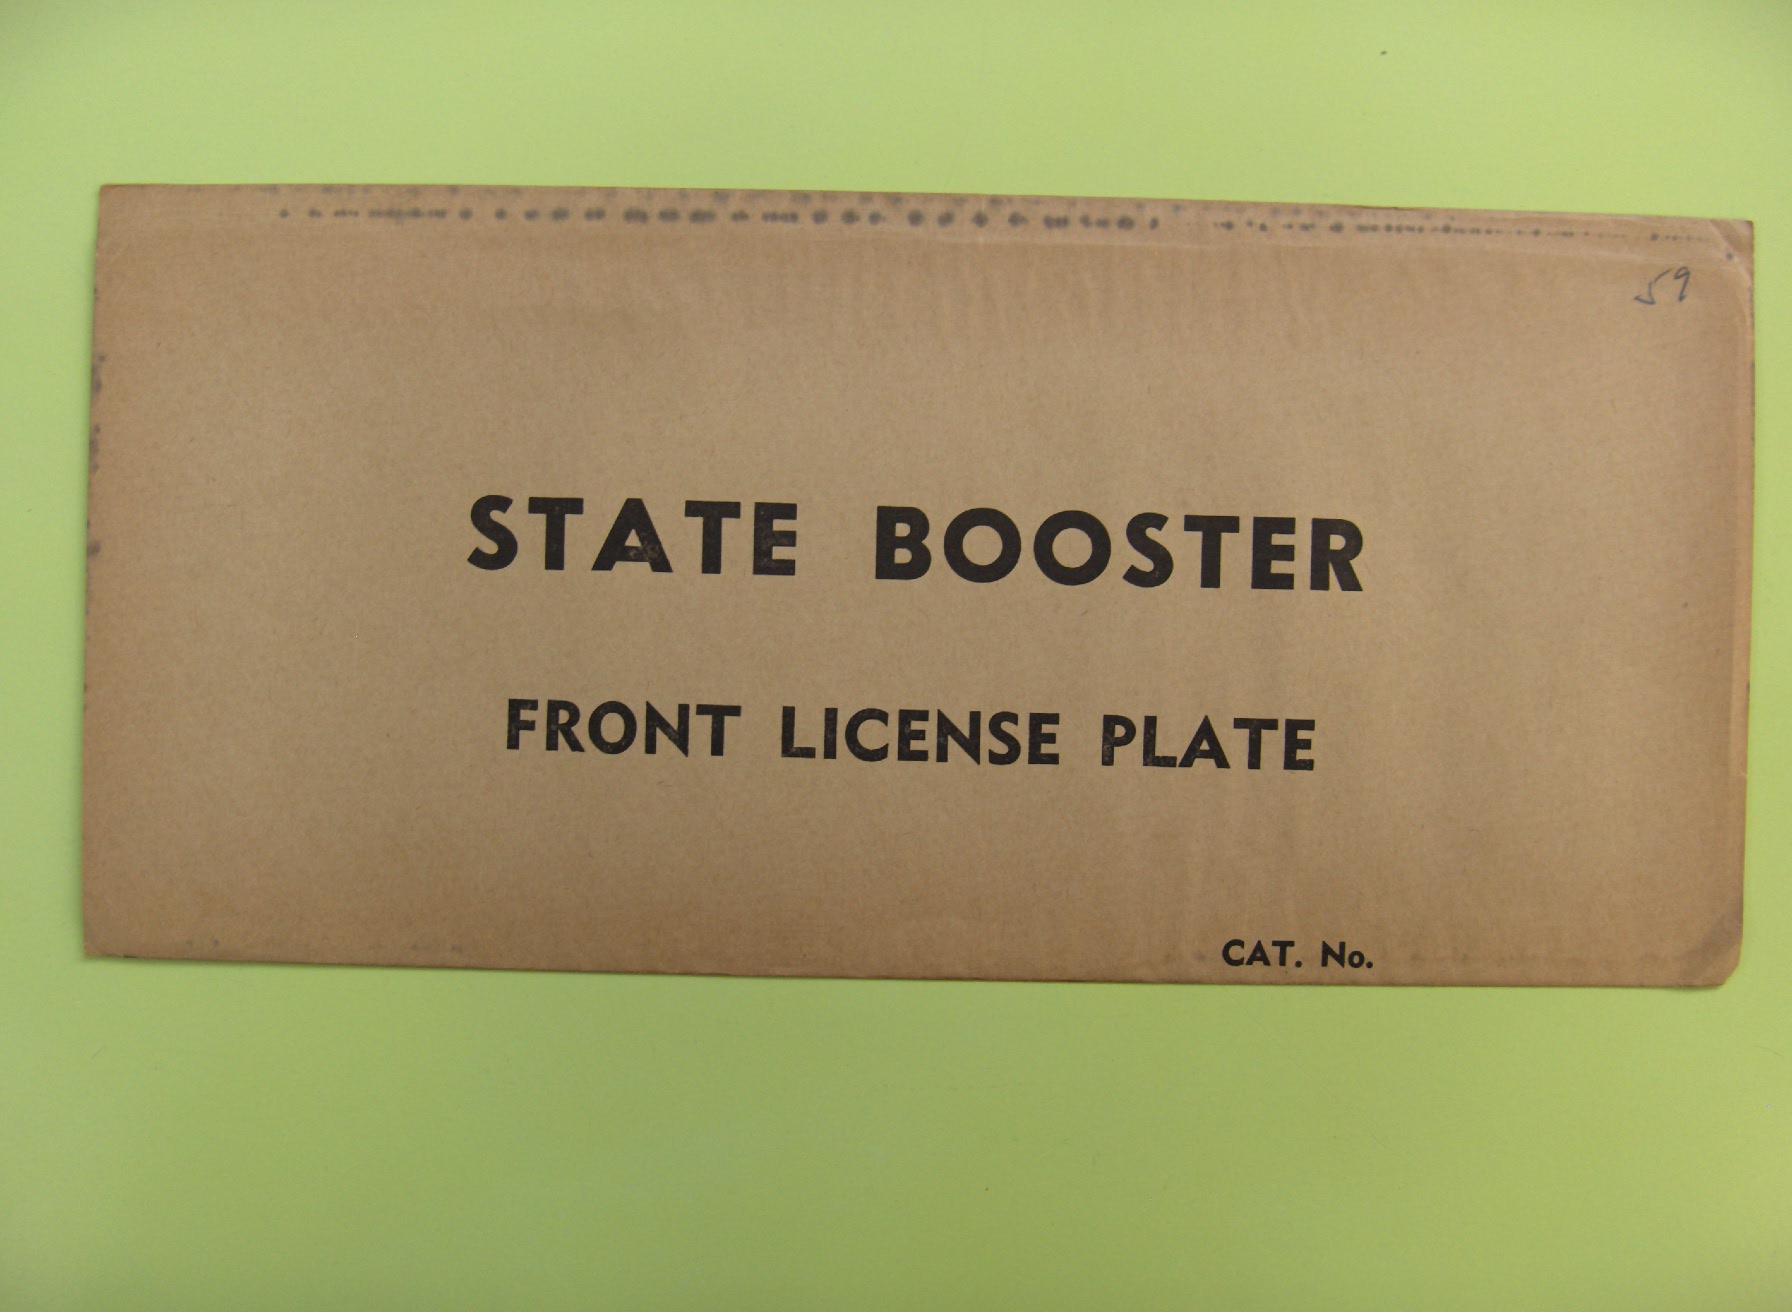 59
STATE BOOSTER
FRONT LICENSE PLATE
CAT. No.